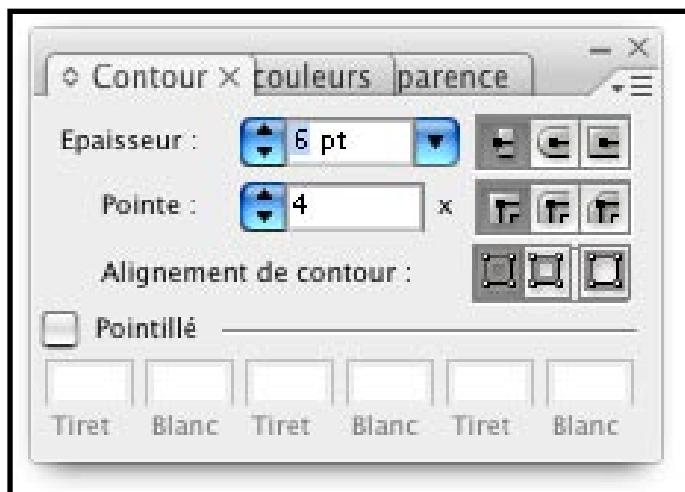 Contour couleurs parence
Epaisseur : 6 pt
Pointe : 4 x
Alignement de contour :
Pointillé
Tiret Blanc Tiret Blanc Tiret Blanc